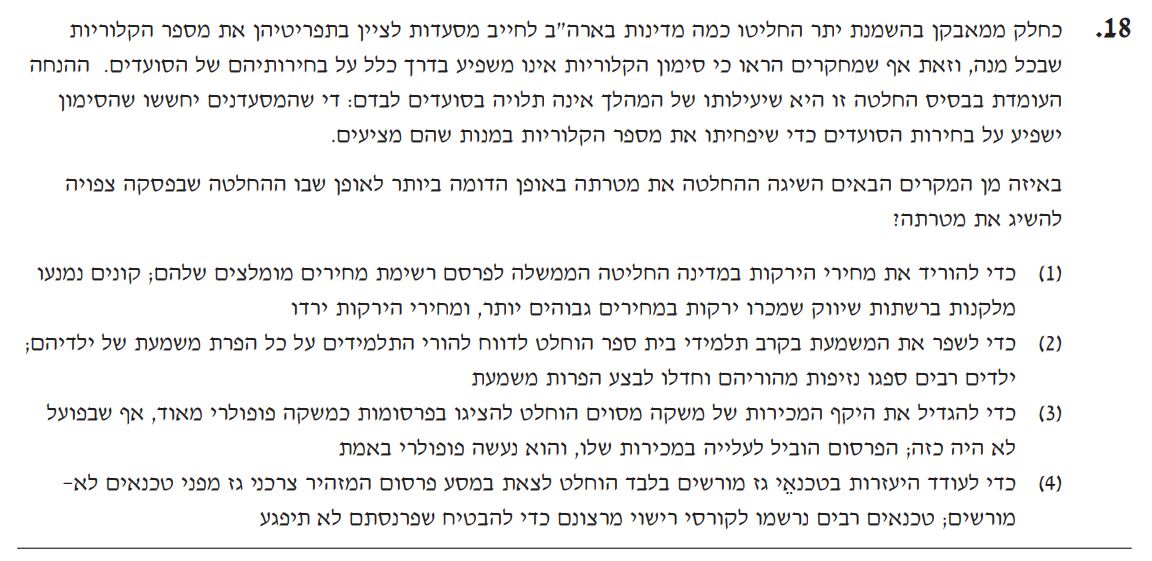 18. כחלק ממאבקן בהשמנת יתר החליטו כמה מדינות בארה"ב לחייב מסעדות לציין בתפריטיהן את מספר הקלוריות
שבכל מנה, וזאת אף שמחקרים הראו כי סימון הקלוריות אינו משפיע בדרך כלל על בחירותיהם של הסועדים. ההנחה
העומדת בבסיס החלטה זו היא שיעילותו של המהלך אינה תלויה בסועדים לבדם: די שהמסעדנים יחששו שהסימון
ישפיע על בחירות הסועדים כדי שיפחיתו את מספר הקלוריות במנות שהם מציעים.
באיזה מן המקרים הבאים השיגה ההחלטה את מטרתה באופן הדומה ביותר לאופן שבו ההחלטה שבפסקה צפויה
להשיג את מטרתה?
(1) כדי להוריד את מחירי הירקות במדינה החליטה הממשלה לפרסם רשימת מחירים מומלצים שלהם; קונים נמנעו
מלקנות ברשתות שיווק שמכרו ירקות במחירים גבוהים יותר, ומחירי הירקות ירדו
(2) כדי לשפר את המשמעת בקרב תלמידי בית ספר הוחלט לדווח להורי התלמידים על כל הפרת משמעת של ילדיהם;
ילדים רבים ספגו נזיפות מהוריהם וחדלו לבצע הפרות משמעת
(3) כדי להגדיל את היקף המכירות של משקה מסוים הוחלט להציגו בפרסומות כמשקה פופולרי מאוד, אף שבפועל
לא היה כזה; הפרסום הוביל לעלייה במכירות שלו, והוא נעשה פופולרי באמת
(4) כדי לעודד היעזרות בטכנאֵי גז מורשים בלבד הוחלט לצאת במסע פרסום המזהיר צרכני גז מפני טכנאים לא-
מורשים; טכנאים רבים נרשמו לקורסי רישוי מרצונם כדי להבטיח שפרנסתם לא תיפגע